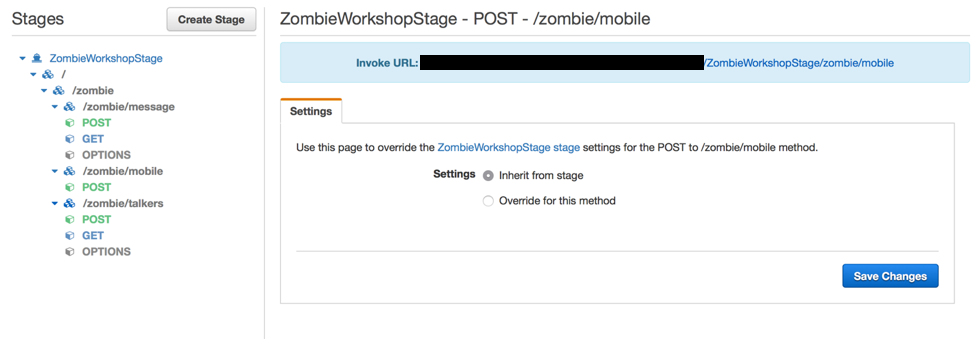 Stages
Create Stage
ZombieWorkshopStage
/
/zombie
/zombie/message
POST
GET
OPTIONS
/zombie/mobile
POST
/zombie/talkers
POST
GET
OPTIONS
ZombieWorkshopStage - POST - /zombie/mobile
Invoke URL: /ZombieWorkshopStage/zombie/mobile
Settings
Use this page to override the ZombieWorkshopStage stage settings for the POST to /zombie/mobile method.
Settings Inherit from stage
Override for this method
Save Changes